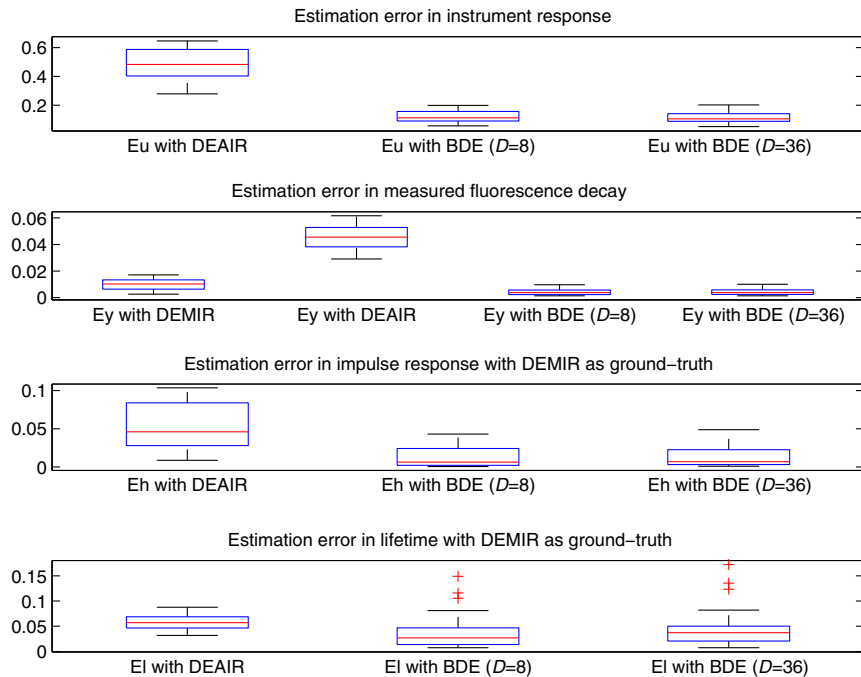 Estimation error in instrument response
0.6
0.4
0.2
Eu with DEAIR
Eu with BDE (D=8)
Eu with BDE (D=36)
Estimation error in measured fluorescence decay
0.06
0.04
0.02
0
Ey with DEMIR
Ey with DEAIR
Ey with BDE (D=8)
Ey with BDE (D=36)
Estimation error in impulse response with DEMIR as ground−truth
0.1
0.05
0
Eh with DEAIR
Eh with BDE (D=8)
Eh with BDE (D=36)
Estimation error in lifetime with DEMIR as ground−truth
0.15
0.1
0.05
0
El with DEAIR
El with BDE (D=8)
El with BDE (D=36)